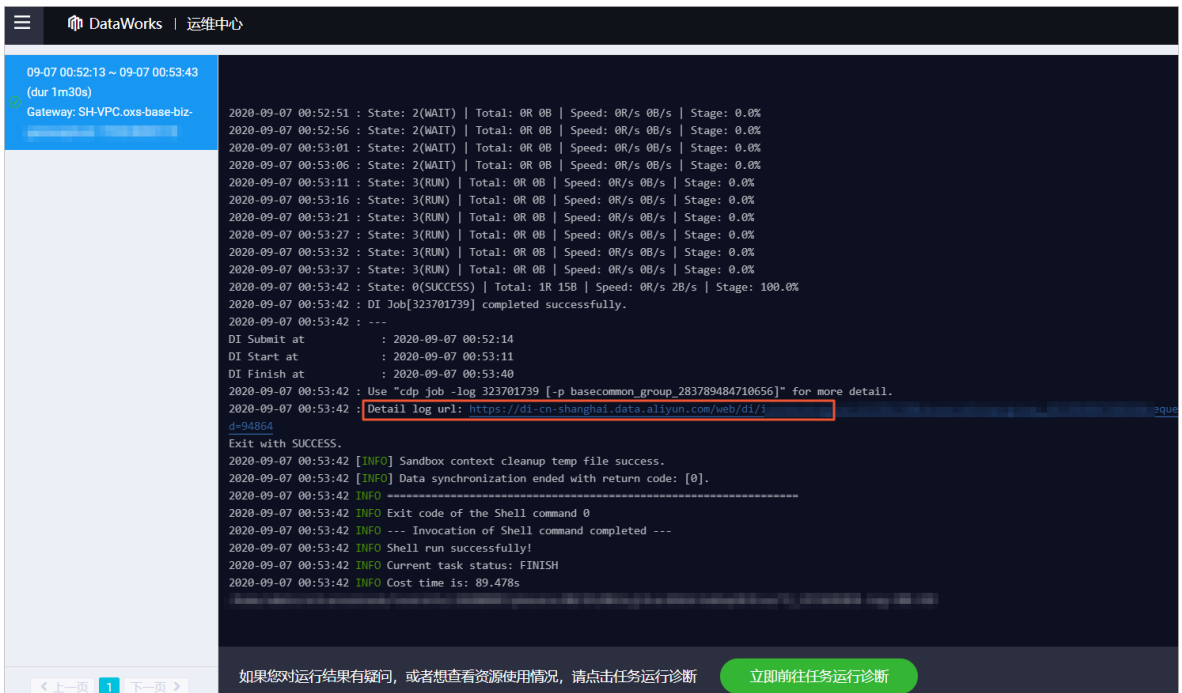 DataWorks | 运维中心
09-07 00:52:13 ~ 09-07 00:53:43
(dur 1m30s)
Gateway: SH-VPC.oxs-base-biz-
2020-09-07 00:52:51 : State: 2(WAIT) | Total: 0R 0B | Speed: 0R/s 0B/s | Stage: 0.0%
2020-09-07 00:52:56 : State: 2(WAIT) | Total: 0R 0B | Speed: 0R/s 0B/s | Stage: 0.0%
2020-09-07 00:53:01 : State: 2(WAIT) | Total: 0R 0B | Speed: 0R/s 0B/s | Stage: 0.0%
2020-09-07 00:53:06 : State: 2(WAIT) | Total: 0R 0B | Speed: 0R/s 0B/s | Stage: 0.0%
2020-09-07 00:53:11 : State: 3(RUN) | Total: 0R 0B | Speed: 0R/s 0B/s | Stage: 0.0%
2020-09-07 00:53:16 : State: 3(RUN) | Total: 0R 0B | Speed: 0R/s 0B/s | Stage: 0.0%
2020-09-07 00:53:21 : State: 3(RUN) | Total: 0R 0B | Speed: 0R/s 0B/s | Stage: 0.0%
2020-09-07 00:53:27 : State: 3(RUN) | Total: 0R 0B | Speed: 0R/s 0B/s | Stage: 0.0%
2020-09-07 00:53:32 : State: 3(RUN) | Total: 0R 0B | Speed: 0R/s 0B/s | Stage: 0.0%
2020-09-07 00:53:37 : State: 3(RUN) | Total: 0R 0B | Speed: 0R/s 0B/s | Stage: 0.0%
2020-09-07 00:53:42 : State: 0(SUCCESS) | Total: 1R 15B | Speed: 0R/s 2B/s | Stage: 100.0%
2020-09-07 00:53:42 : DI Job[323701739] completed successfully.
2020-09-07 00:53:42 : ---
DI Submit at : 2020-09-07 00:52:14
DI Start at : 2020-09-07 00:53:11
DI Finish at : 2020-09-07 00:53:40
2020-09-07 00:53:42 : Use "cdp job -log 323701739 [-p basecommon_group_283789484710656]" for more detail.
2020-09-07 00:53:42 : Detail log url: https://di-cn-shanghai.data.aliyun.com/web/di/i eque
d=94864
Exit with SUCCESS.
2020-09-07 00:53:42 [INFO] Sandbox context cleanup temp file success.
2020-09-07 00:53:42 [INFO] Data synchronization ended with return code: [0].
2020-09-07 00:53:42 INFO =================================================================
2020-09-07 00:53:42 INFO Exit code of the Shell command 0
2020-09-07 00:53:42 INFO --- Invocation of Shell command completed ---
2020-09-07 00:53:42 INFO Shell run successfully!
2020-09-07 00:53:42 INFO Current task status: FINISH
2020-09-07 00:53:42 INFO Cost time is: 89.478s
如果您对运行结果有疑问，或者想查看资源使用情况，请点击任务运行诊断 立即前往任务运行诊断
< 上一页 1 下一页 >